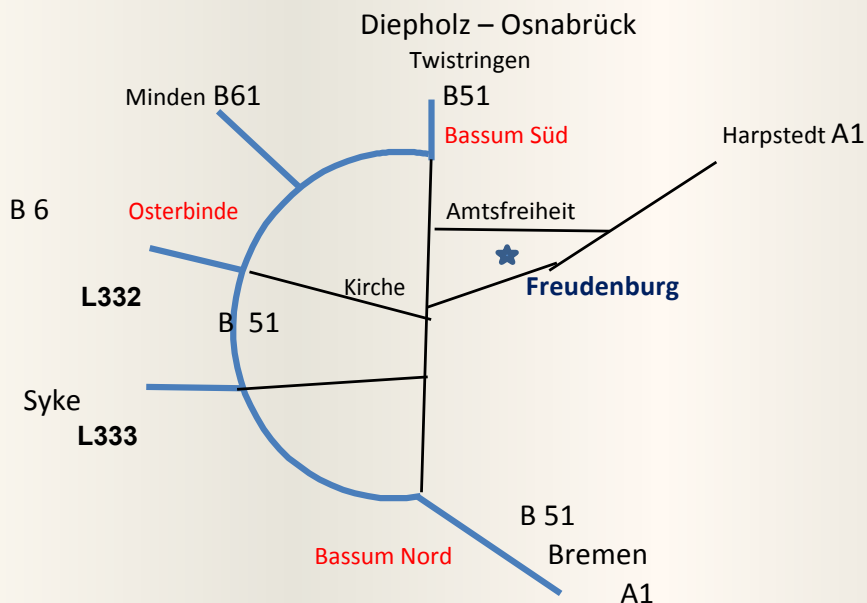 Diepholz – Osnabrück
Twistringen
Minden B61
B51
Bassum Süd
Harpstedt A1
B 6
Osterbinde
Amtsfreiheit
Kirche
Freudenburg
L332
B 51
Syke
L333
B 51
Bassum Nord
Bremen
A1